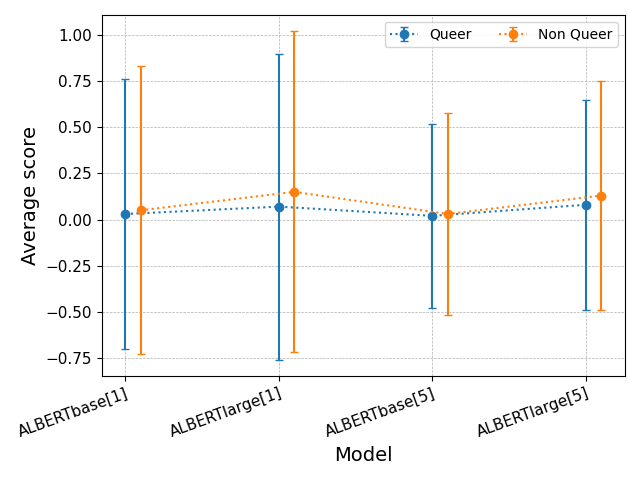 1.00
0.75
0.50
0.25
0.00
−0.25
−0.50
−0.75
Average score
Queer
Non Queer
ALBERTbase[1]
ALBERTlarge[1]
ALBERTbase[5]
ALBERTlarge[5]
Model